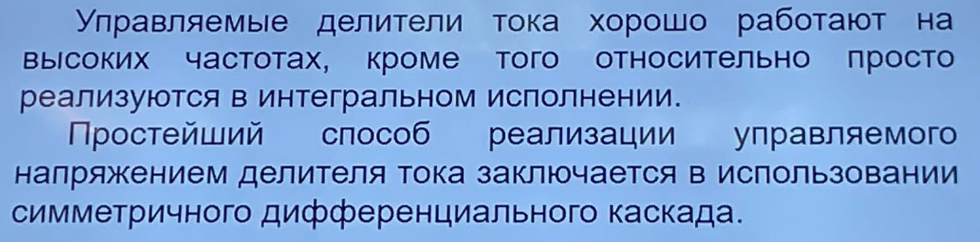 Управляемые делители тока хорошо работают на
высоких частотах, кроме того относительно просто
реализуются в интегральном исполнении.
Простейший способ реализации управляемого
напряжением делителя тока заключается в использовании
симметричного дифференциального каскада.